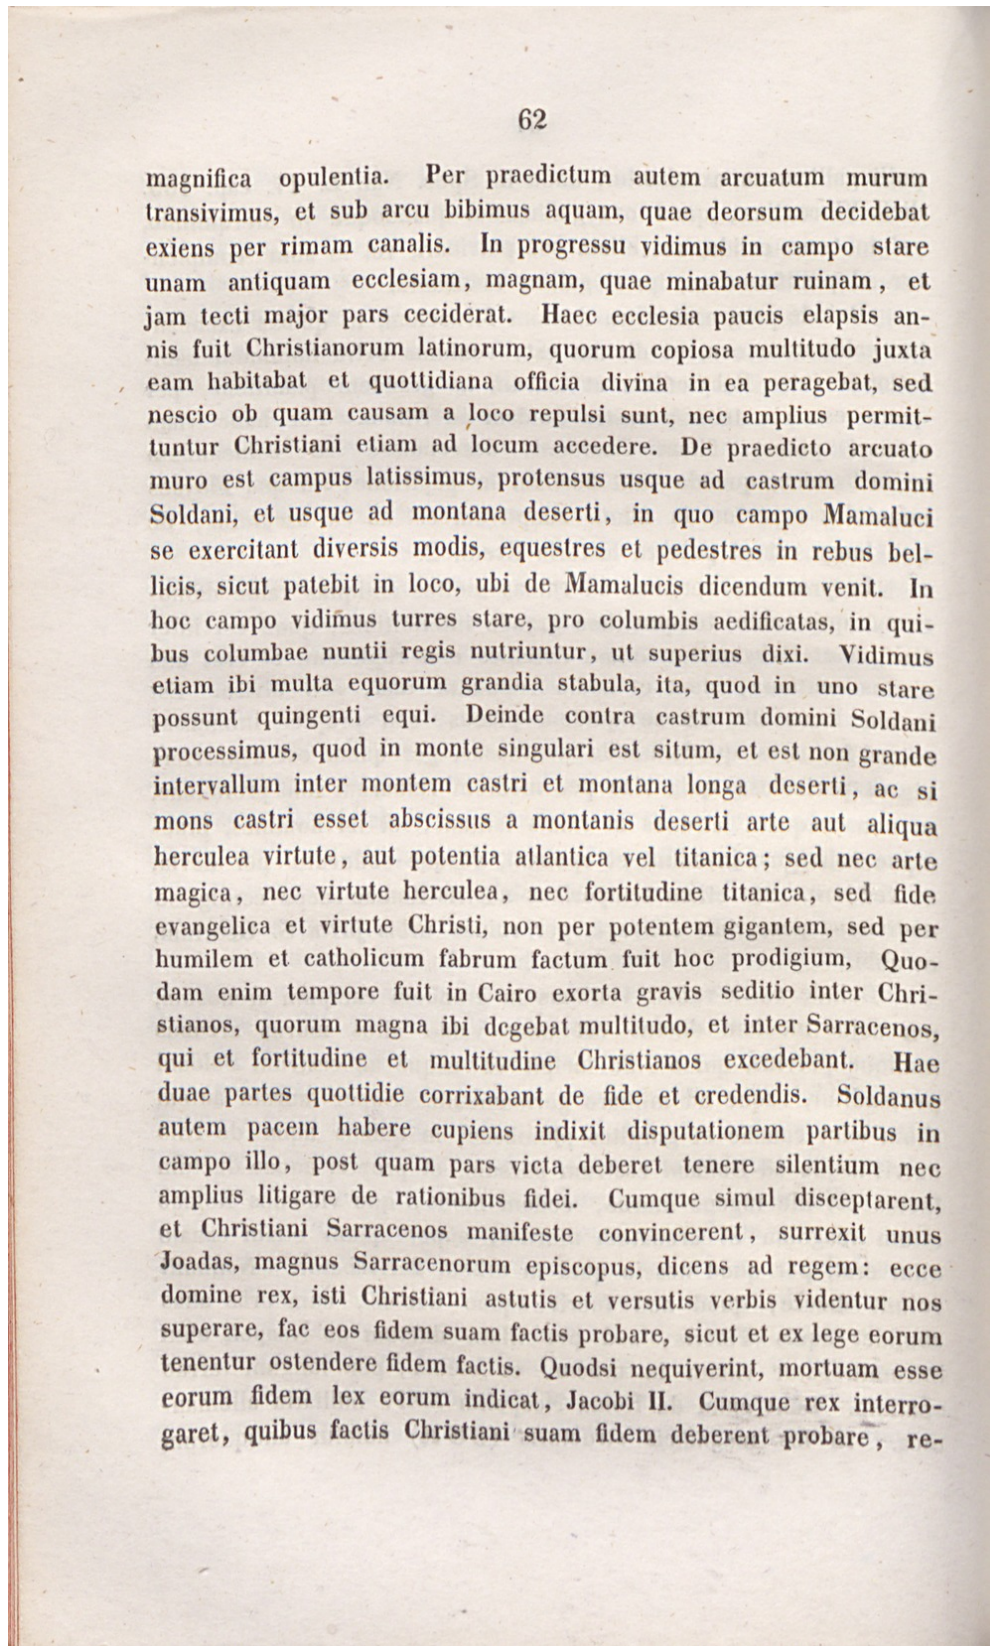 62
magnifica opulentia. Per praedictum autem arcuatum murum
transivimus, et sub arcu bibimus aquam, quae deorsum decidebat
exiens per rimam canalis. In progressu vidimus in campo stare
unam antiquam ecclesiam, magnam, quae minabatur ruinam, et
jam tecti major pars ceciderat. Haec ecclesia paucis elapsis an-
nis fuit Christianorum latinorum, quorum copiosa multitudo juxta
eam habitabat et quottidiana officia divina in ea peragebat, sed
nescio ob quam causam a loco repulsi sunt, nec amplius permit-
tuntur Christiani etiam ad locum accedere. De praedicto arcuato
muro est campus latissimus, protensus usque ad castrum domini
Soldani, et usque ad montana deserti, in quo campo Mamaluci
se exercitant diversis modis, equestres et pedestres in rebus bel-
licis, sicut patebit in loco, ubi de Mamalucis dicendum venit. In
hoc campo vidimus turres stare, pro columbis aedificatas, in qui-
bus columbae nuntii regis nutriuntur, ut superius dixi. Vidimus
etiam ibi multa equorum grandia stabula, ita, quod in uno stare
possunt quingenti equi. Deinde contra castrum domini Soldani
processimus, quod in monte singulari est situm, et est non grande
intervallum inter montem castri et montana longa deserti, ac si
mons castri esset abscissus a montanis deserti arte aut aliqua
herculea virtute, aut potentia atlantica vel titanica; sed nec arte
magica, nec virtute herculea, nec fortitudine titanica, sed fide
evangelica et virtute Christi, non per potentem gigantem, sed per
humilem et catholicum fabrum factum fuit hoc prodigium, Quo-
dam enim tempore fuit in Cairo exorta gravis seditio inter Chri-
stianos, quorum magna ibi degebat multitudo, et inter Sarracenos,
qui et fortitudine et multitudine Christianos excedebant. Hae
duae partes quottidie corrixabant de fide et credendis. Soldanus
autem pacem habere cupiens indixit disputationem partibus in
campo illo, post quam pars victa deberet tenere silentium nec
amplius litigare de rationibus fidei. Cumque simul disceptarent,
et Christiani Sarracenos manifeste convincerent, surrexit unus
Joadas, magnus Sarracenorum episcopus, dicens ad regem: ecce
domine rex, isti Christiani astutis et versutis verbis videntur nos
superare, fac eos fidem suam factis probare, sicut et ex lege eorum
tenentur ostendere fidem factis. Quodsi nequiverint, mortuam esse
eorum fidem lex eorum indicat, Jacobi II. Cumque rex interro-
garet, quibus factis Christiani suam fidem deberent probare, re-